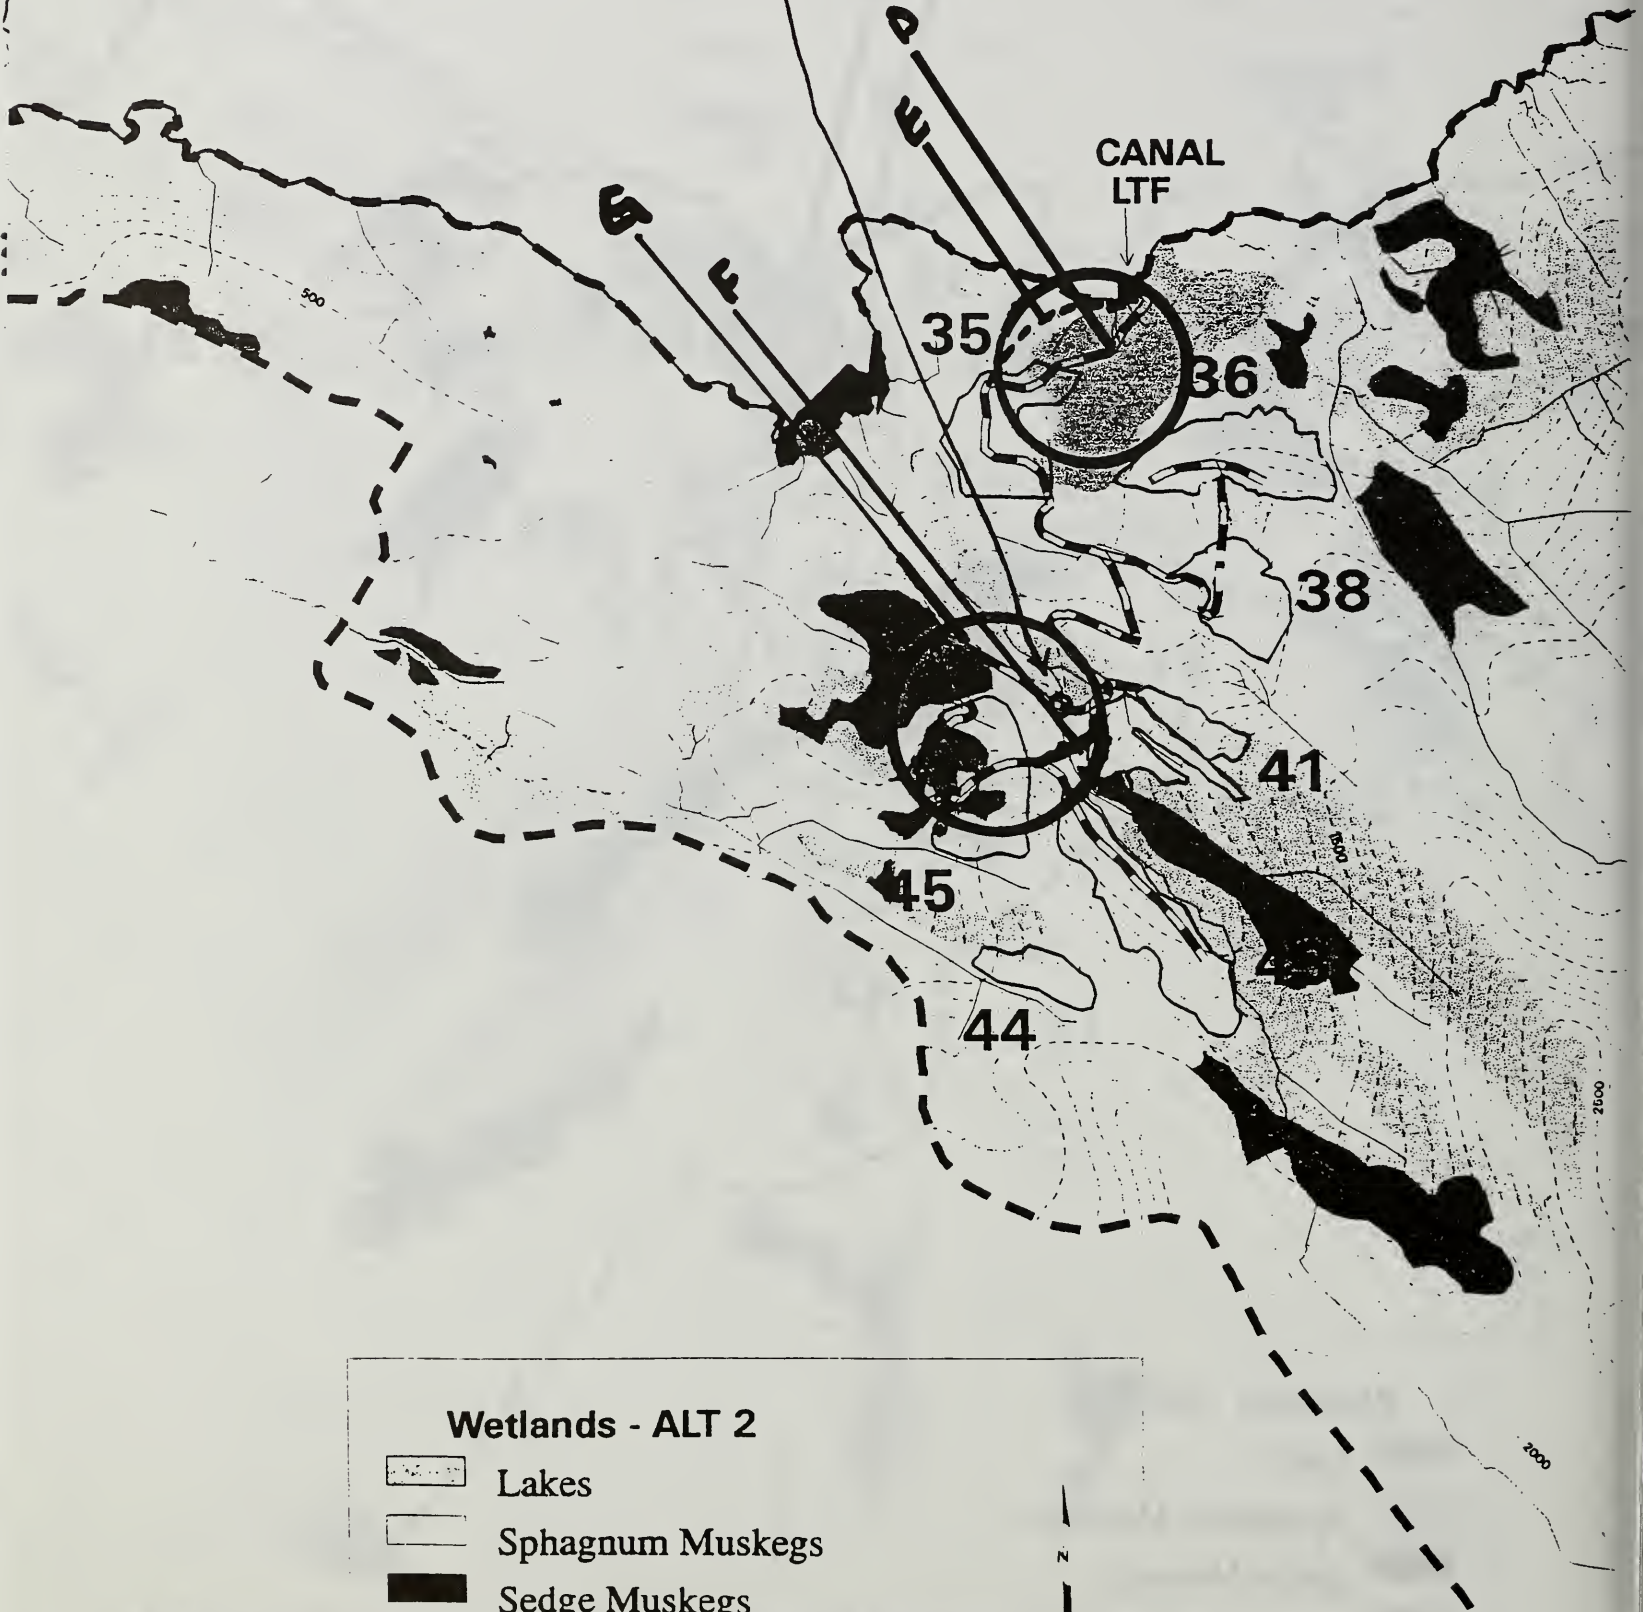 D
E
CANAL
LTF
G
F
500
35
36
38
41
1500
45
44
2500
2000
Wetlands - ALT 2
Lakes
Sphagnum Muskegs
N
Sedge Muskegs